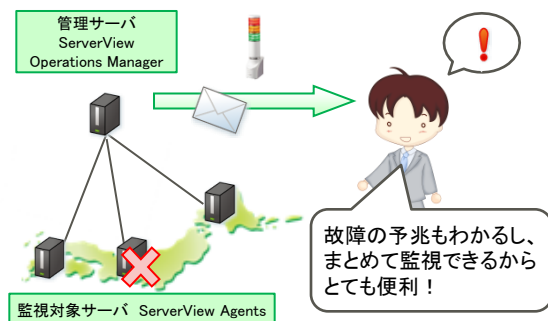 管理サーバ
ServerView
Operations Manager
!
故障の予兆もわかるし、
まとめて監視できるから
とても便利！
監視対象サーバ ServerView Agents